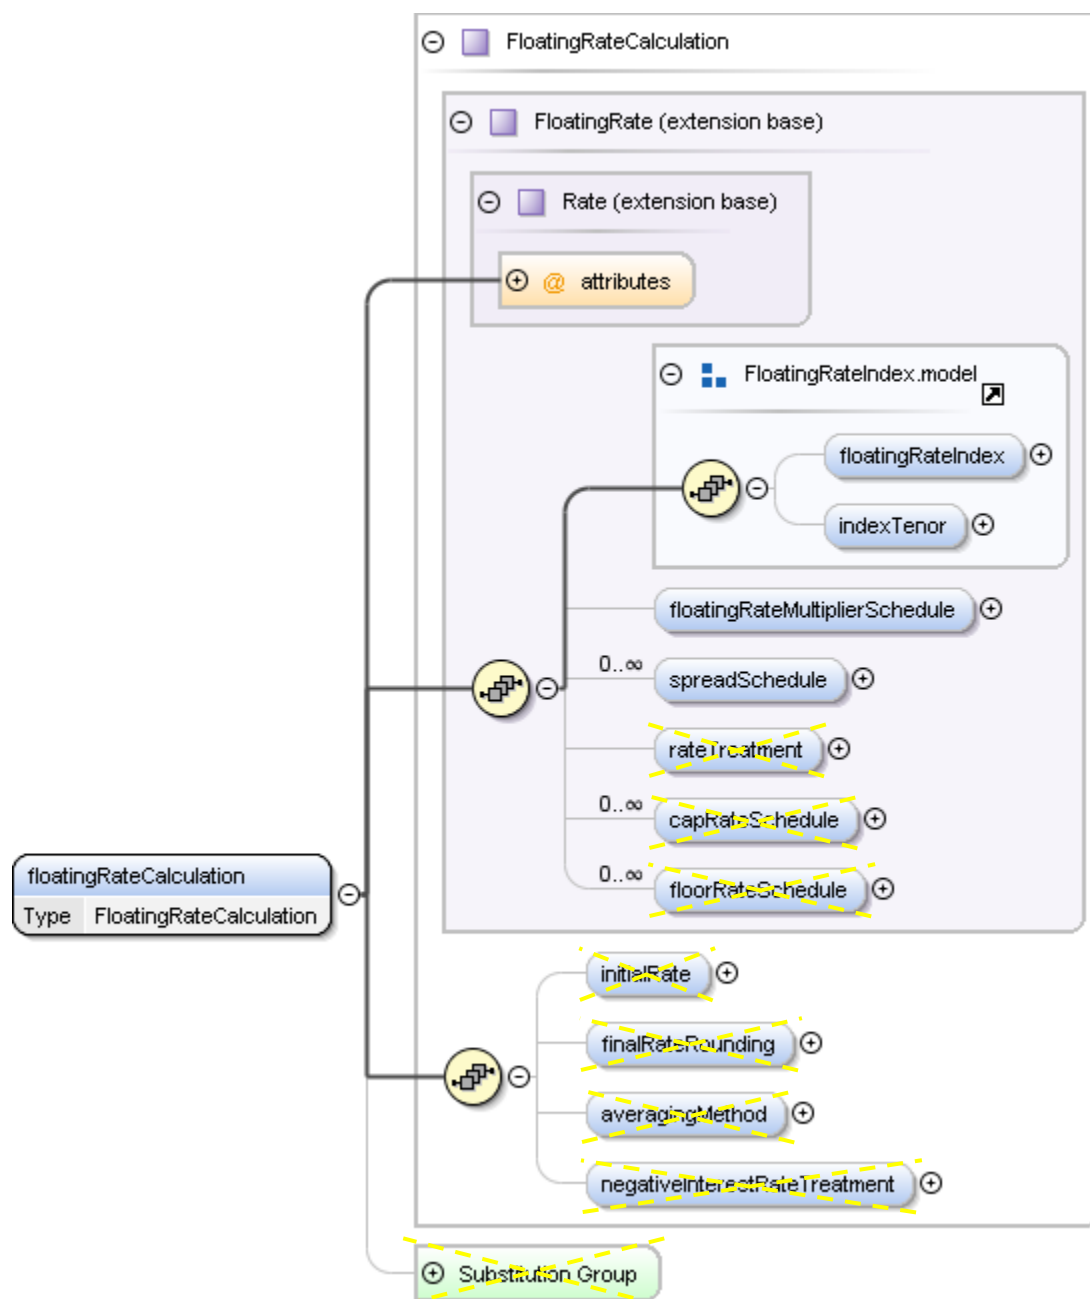 FloatingRateCalculation
FloatingRate (extension base)
Rate (extension base)
@ attributes
FloatingRateIndex.model
floatingRateIndex
indexTenor
floatingRateMultiplierSchedule
0..∞
spreadSchedule
rateTreatment
0..∞
capRateSchedule
0..∞
floorRateSchedule
floatingRateCalculation
Type FloatingRateCalculation
initialRate
finalRateRounding
averagingMethod
negativeInterestRateTreatment
Substitution Group